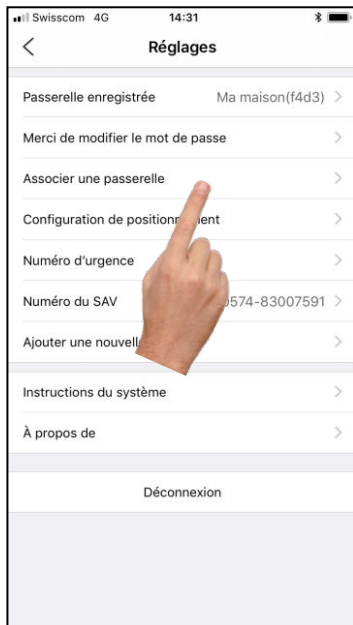 Swisscom 4G 14:31
Réglages
Passerelle enregistrée Ma maison(f4d3)
Merci de modifier le mot de passe
Associer une passerelle
Configuration de position
Numéro d'urgence
Numéro du SAV 0574-83007591
Ajouter une nouvelle
Instructions du système
À propos de
Déconnexion